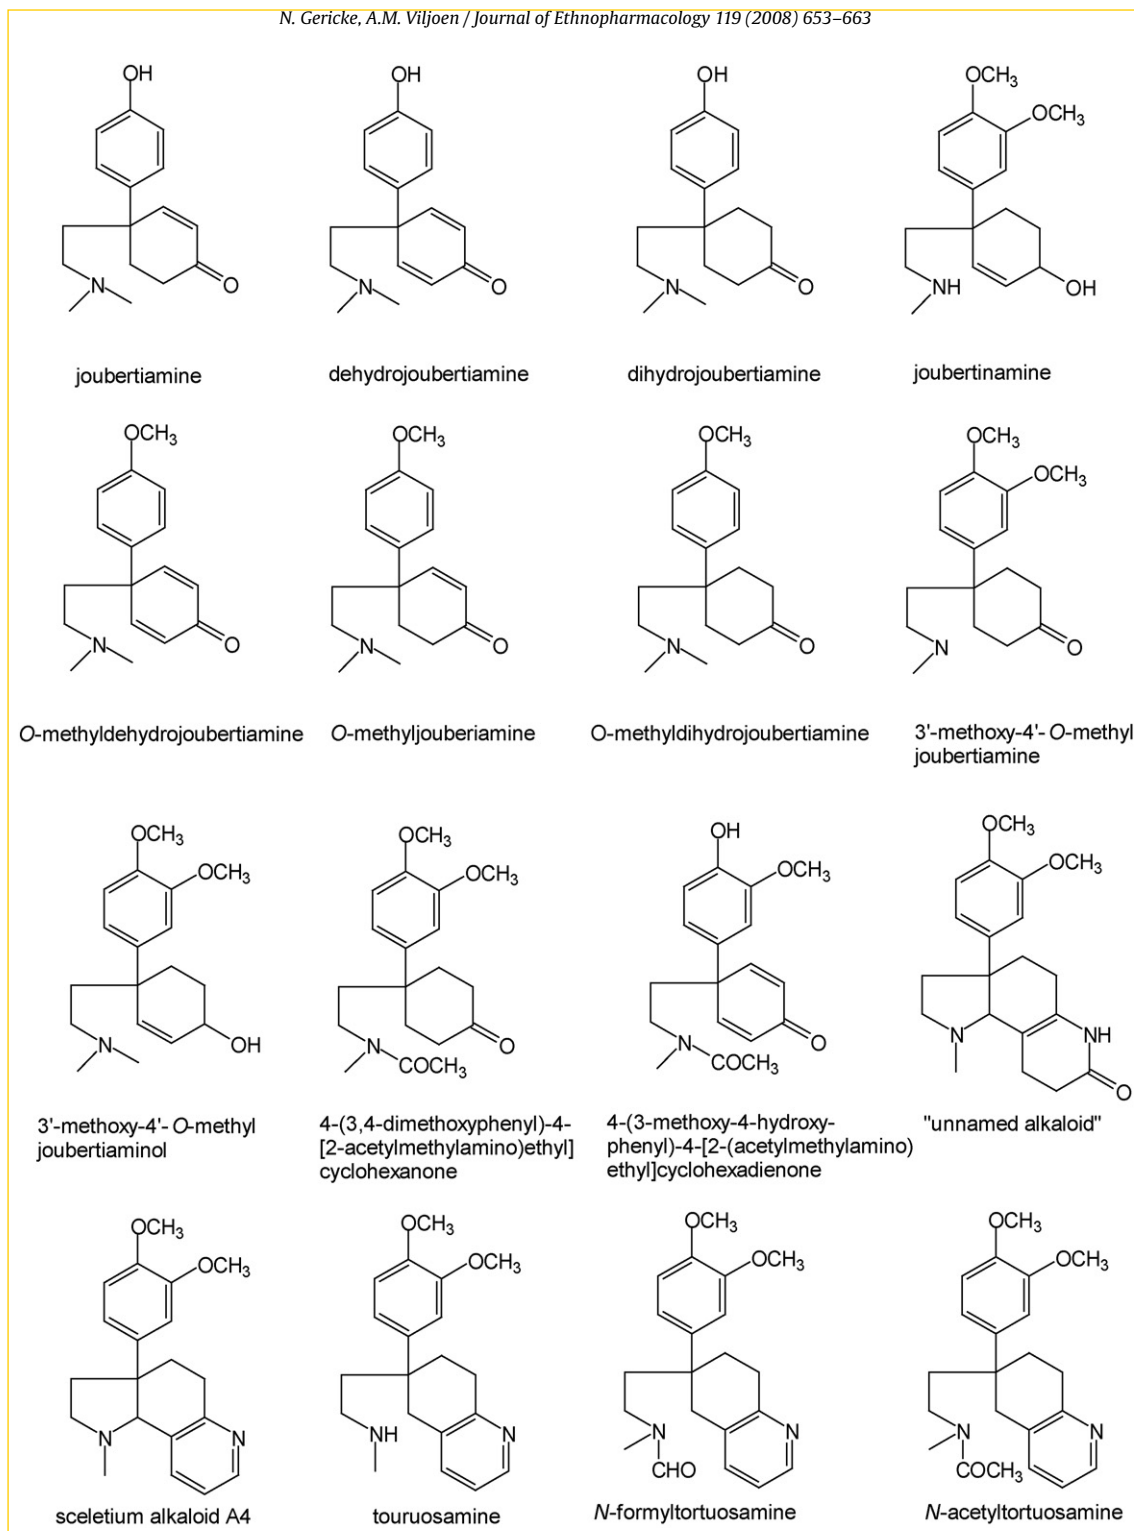 N. Gericke, A.M. Viljoen / Journal of Ethnopharmacology 119 (2008) 653–663
OH
OH
OH
OCH3
OCH3
N
O
N
O
N
O
NH
OH
joubertiamine
dehydrojoubertiamine
dihydrojoubertiamine
joubertinamine
OCH3
OCH3
OCH3
OCH3
OCH3
N
O
N
O
N
O
N
O
O-methyldehydrojoubertiamine
O-methyljouberiamine
O-methyldihydrojoubertiamine
3'-methoxy-4'-O-methyl
joubertiamine
OCH3
OCH3
OCH3
OCH3
OH
OCH3
OCH3
OCH3
N
OH
N
COCH3
O
N
COCH3
O
N
NH
O
3'-methoxy-4'-O-methyl
joubertiaminol
4-(3,4-dimethoxyphenyl)-4-
[2-acetylmethylamino)ethyl]
cyclohexanone
4-(3-methoxy-4-hydroxy-
phenyl)-4-[2-(acetylmethylamino)
ethyl]cyclohexadienone
"unnamed alkaloid"
OCH3
OCH3
OCH3
OCH3
OCH3
OCH3
OCH3
OCH3
N
N
NH
N
N
CHO
N
N
COCH3
N
sceletium alkaloid A4
touruosamine
N-formyltortuosamine
N-acetyltortuosamine